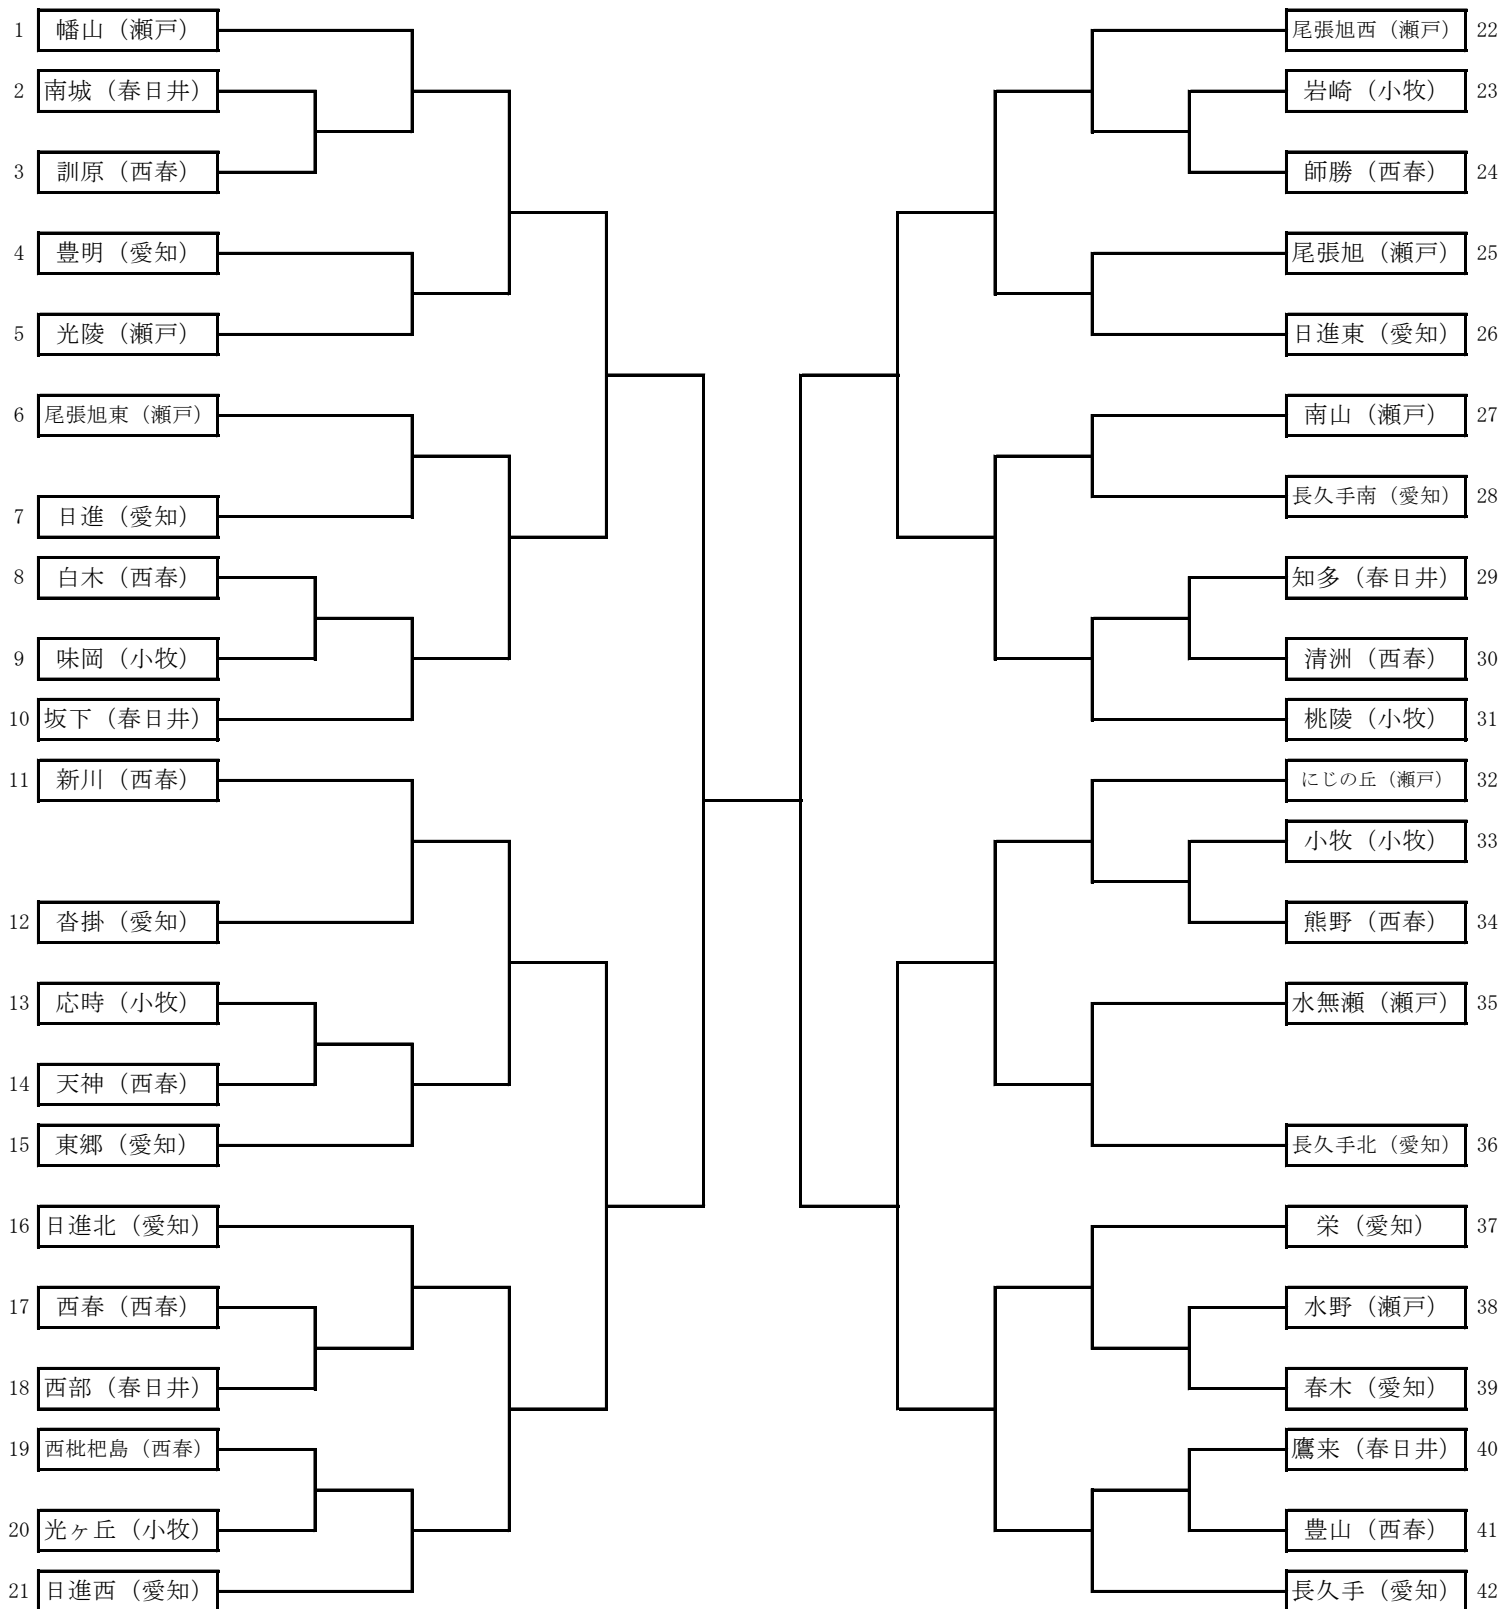 1 幡山（瀬戸）
2 南城（春日井）
3 訓原（西春）
4 豊明（愛知）
5 光陵（瀬戸）
6 尾張旭東（瀬戸）
7 日進（愛知）
8 白木（西春）
9 味岡（小牧）
10 坂下（春日井）
11 新川（西春）
12 沓掛（愛知）
13 応時（小牧）
14 天神（西春）
15 東郷（愛知）
16 日進北（愛知）
17 西春（西春）
18 西部（春日井）
19 西枇杷島（西春）
20 光ヶ丘（小牧）
21 日進西（愛知）
尾張旭西（瀬戸） 22
岩崎（小牧） 23
師勝（西春） 24
尾張旭（瀬戸） 25
日進東（愛知） 26
南山（瀬戸） 27
長久手南（愛知） 28
知多（春日井） 29
清洲（西春） 30
桃陵（小牧） 31
にじの丘（瀬戸） 32
小牧（小牧） 33
熊野（西春） 34
水無瀬（瀬戸） 35
長久手北（愛知） 36
栄（愛知） 37
水野（瀬戸） 38
春木（愛知） 39
鷹来（春日井） 40
豊山（西春） 41
長久手（愛知） 42